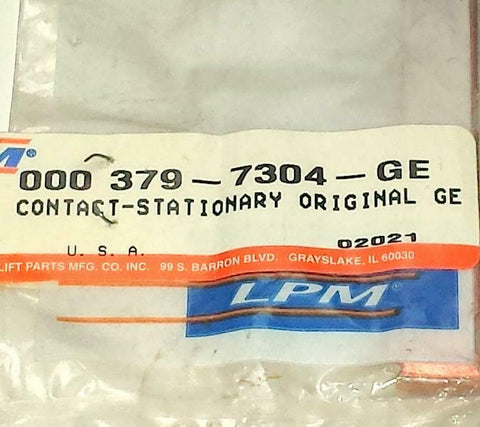 M®
000 379-7304-GE
CONTACT-STATIONARY ORIGINAL GE
02021
U.S.A.
LIFT PARTS MFG. CO. INC. 99 S. BARRON BLVD. GRAYSLAKE, IL 60030
LPM®